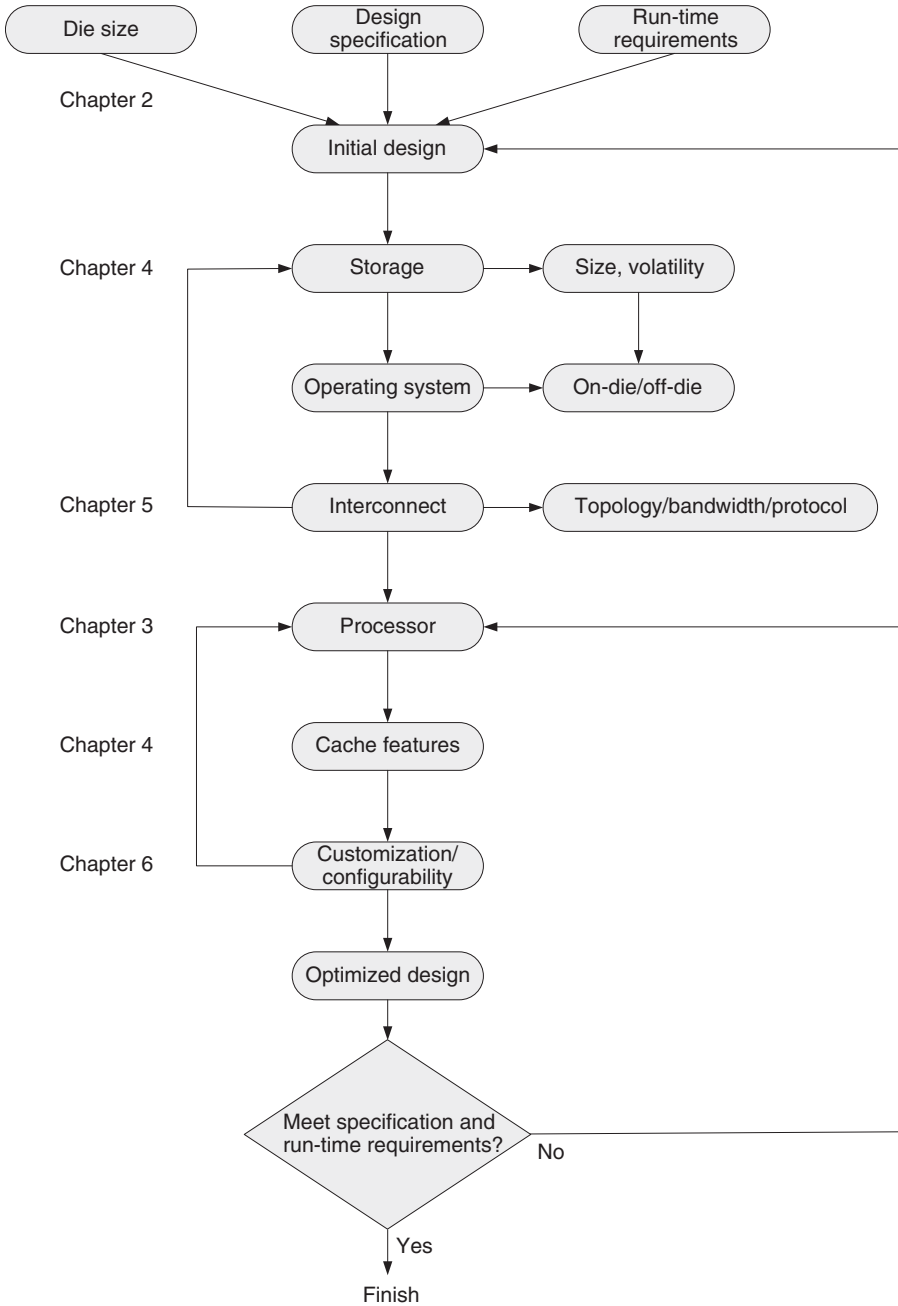 Die size
Design
specification
Run-time
requirements
Chapter 2
Initial design
Chapter 4
Storage
Size, volatility
Operating system
On-die/off-die
Chapter 5
Interconnect
Topology/bandwidth/protocol
Chapter 3
Processor
Chapter 4
Cache features
Chapter 6
Customization/
configurability
Optimized design
Meet specification and
run-time requirements?
No
Yes
Finish